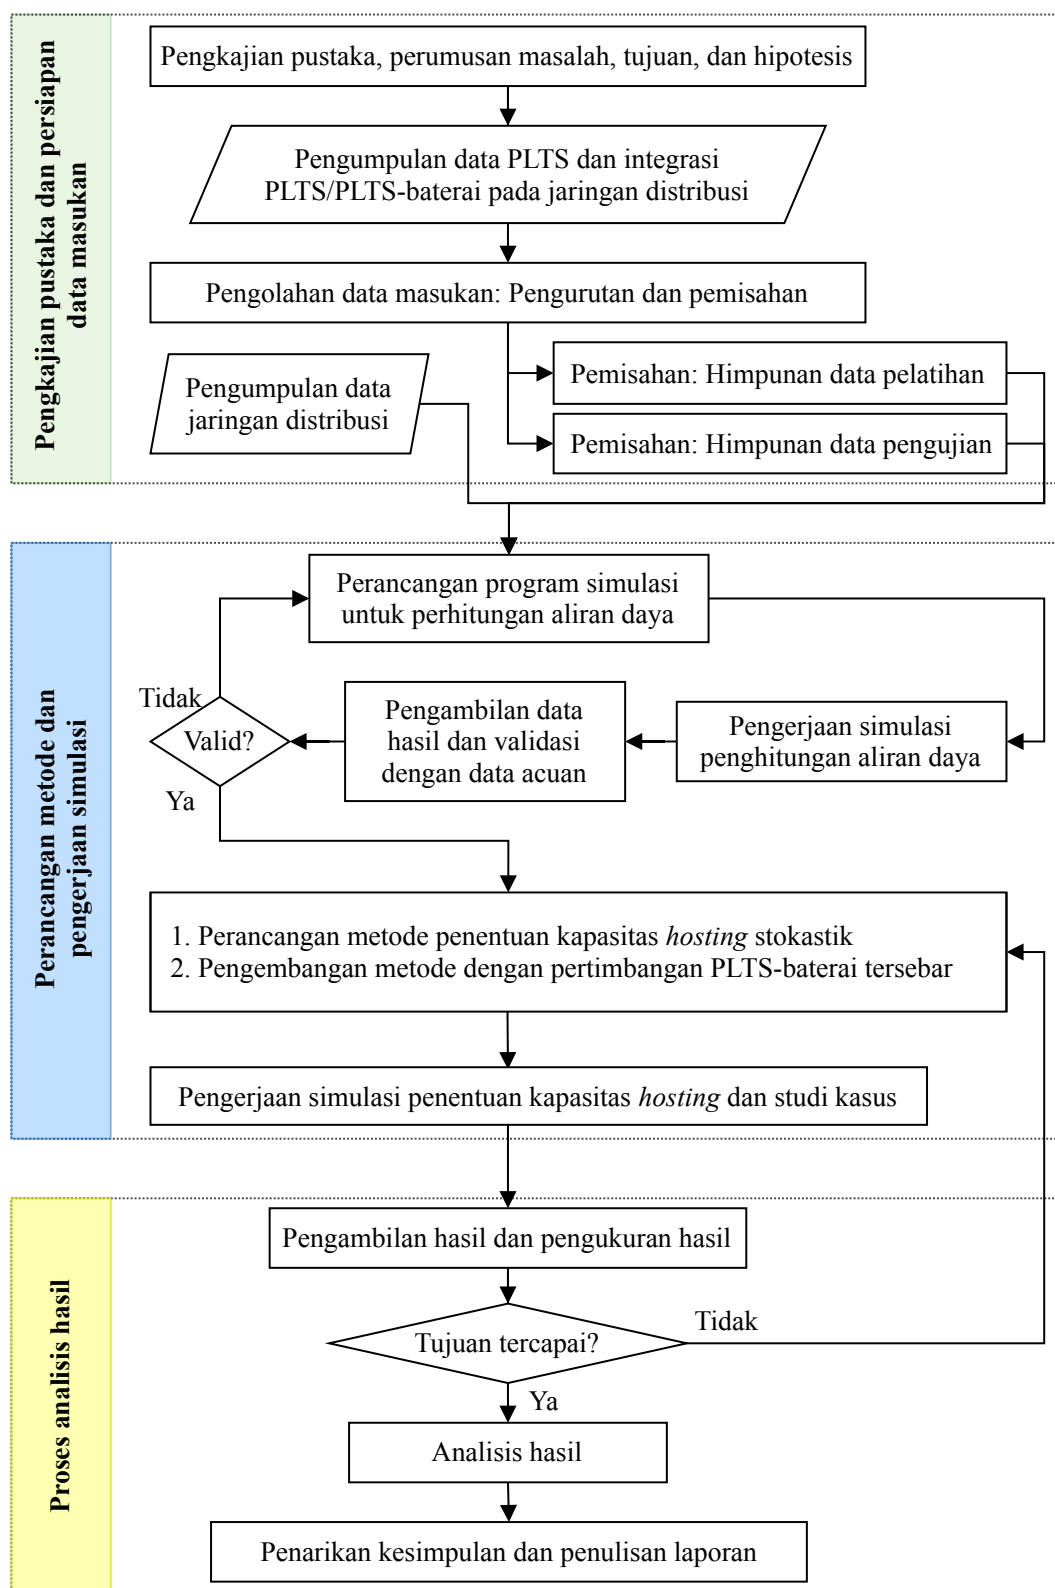 Pengkajian pustaka dan persiapan
data masukan
Pengkajian pustaka, perumusan masalah, tujuan, dan hipotesis
Pengumpulan data PLTS dan integrasi
PLTS/PLTS-baterai pada jaringan distribusi
Pengolahan data masukan: Pengurutan dan pemisahan
Pengumpulan data
jaringan distribusi
Pemisahan: Himpunan data pelatihan
Pemisahan: Himpunan data pengujian
Perancangan metode dan
pengerjaan simulasi
Perancangan program simulasi
untuk perhitungan aliran daya
Tidak
Valid?
Ya
Pengambilan data
hasil dan validasi
dengan data acuan
Pengerjaan simulasi
penghitungan aliran daya
1. Perancangan metode penentuan kapasitas hosting stokastik
2. Pengembangan metode dengan pertimbangan PLTS-baterai tersebar
Pengerjaan simulasi penentuan kapasitas hosting dan studi kasus
Proses analisis hasil
Pengambilan hasil dan pengukuran hasil
Tujuan tercapai?
Tidak
Ya
Analisis hasil
Penarikan kesimpulan dan penulisan laporan